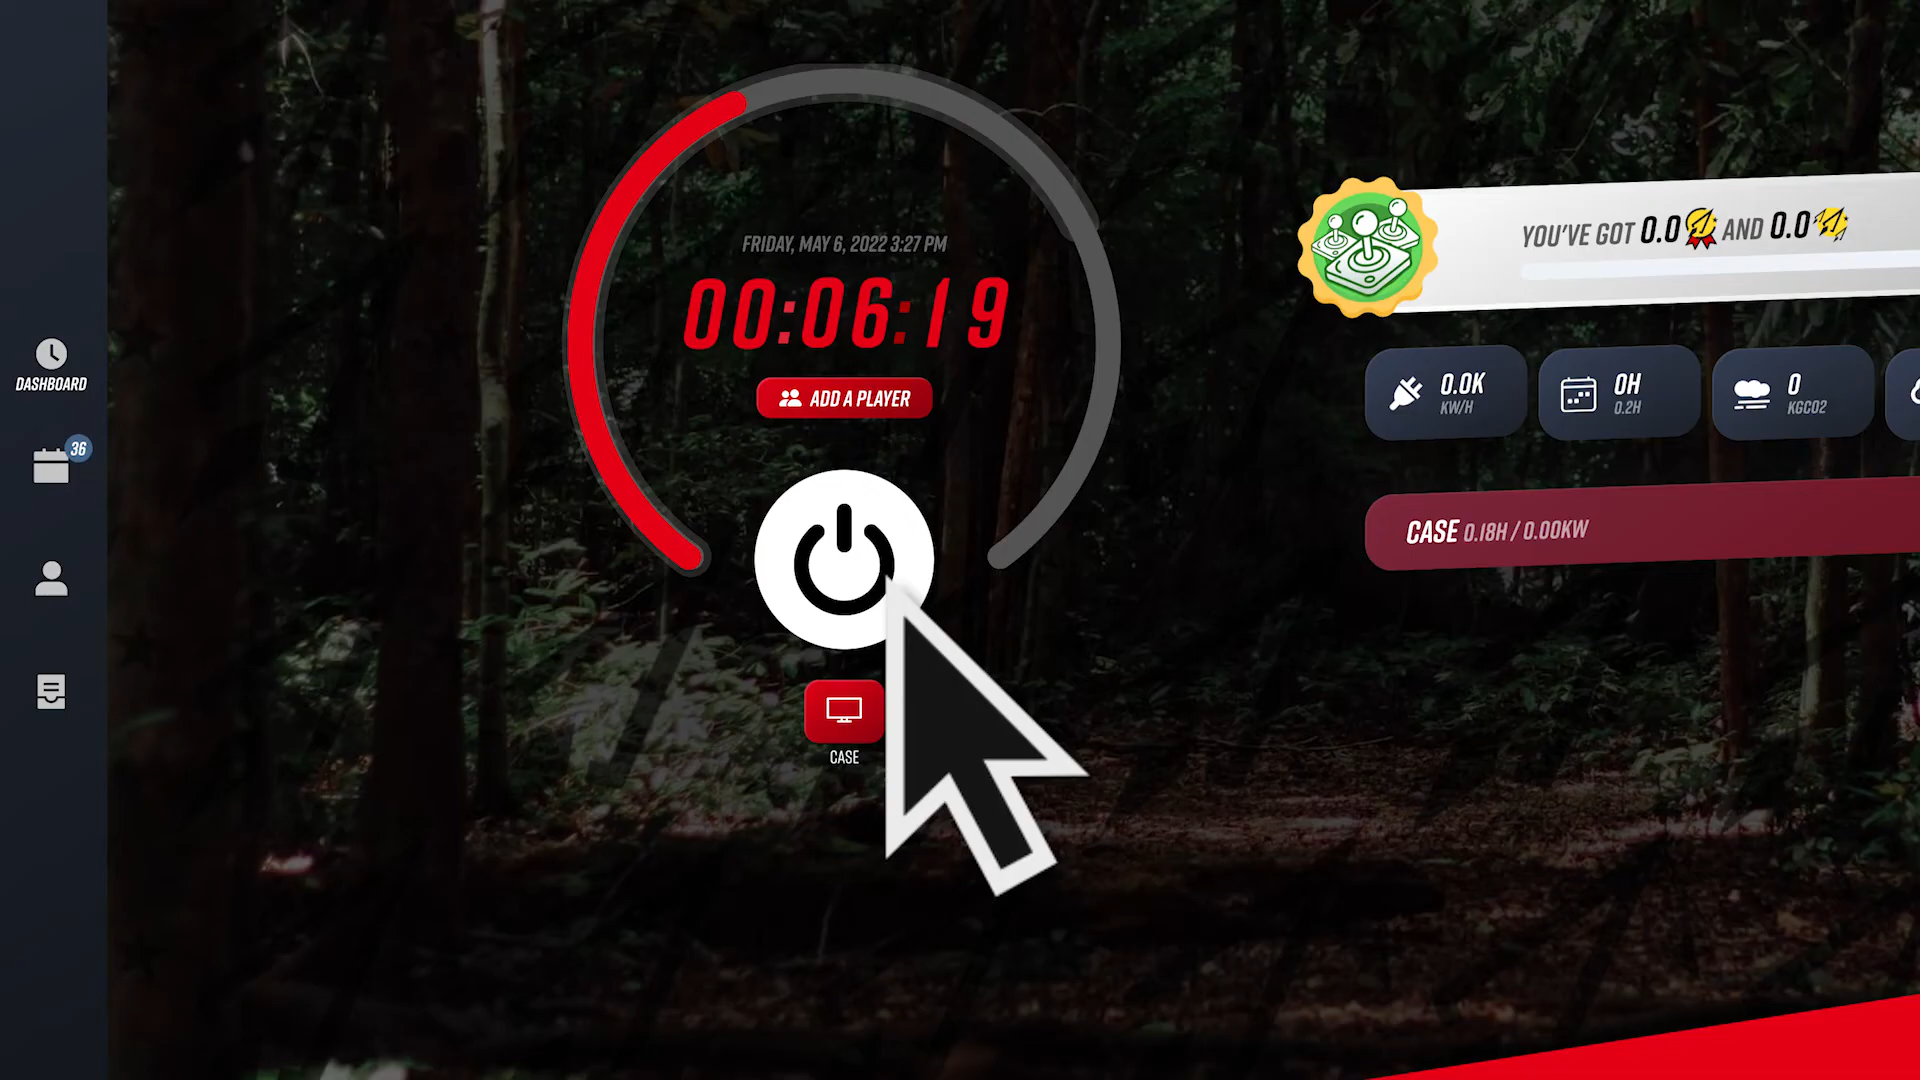 DASHBOARD
36
FRIDAY, MAY 6, 2022 3:27 PM
00:06:19
ADD A PLAYER
CASE
YOU'VE GOT 0.0 AND 0.0
0.0K
KW/H
0H
0.2H
0
KGCO2
CASE 0.18H / 0.00KW